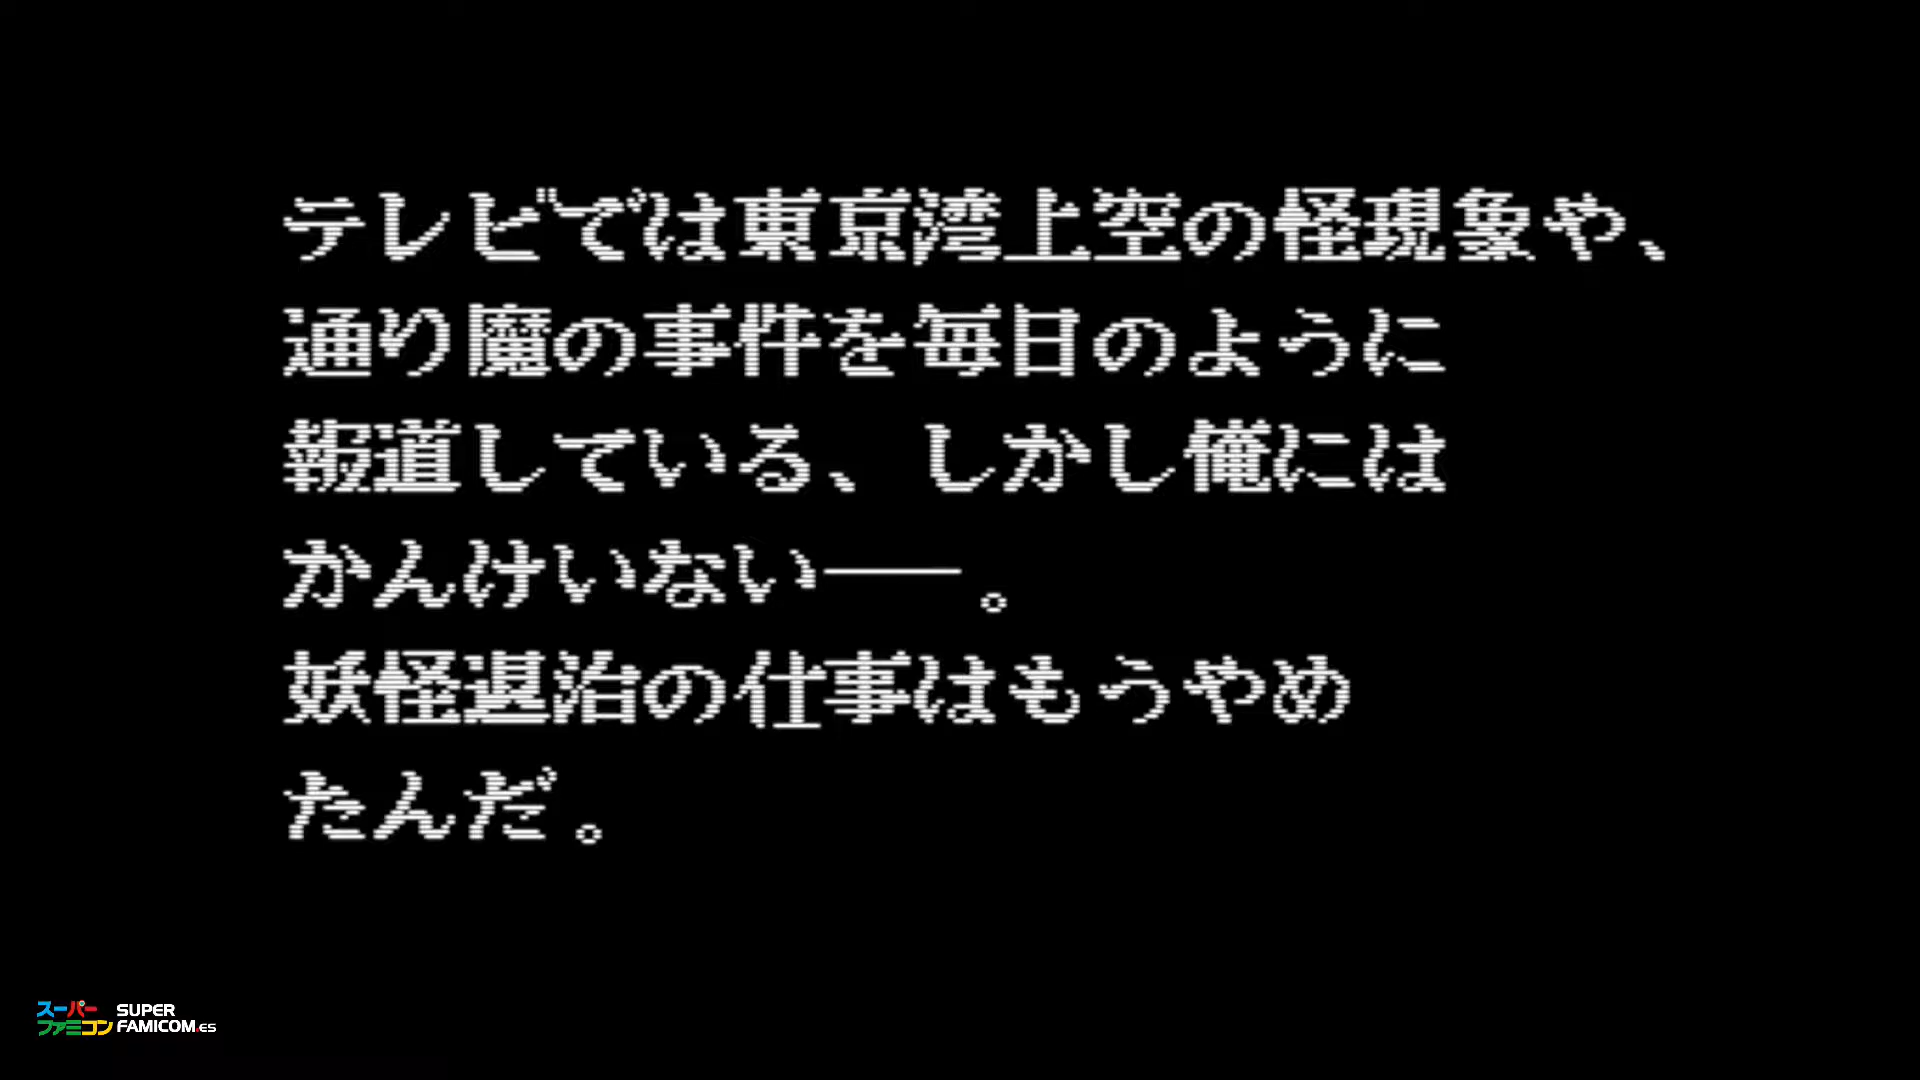 テレビでは東京湾上空の怪現象や、
通り魔の事件を毎日のように
報道している、しかし俺には
かんけいない――。
妖怪退治の仕事はもうやめ
たんだ。
スーパー SUPER
ファミコン FAMICOM.ES